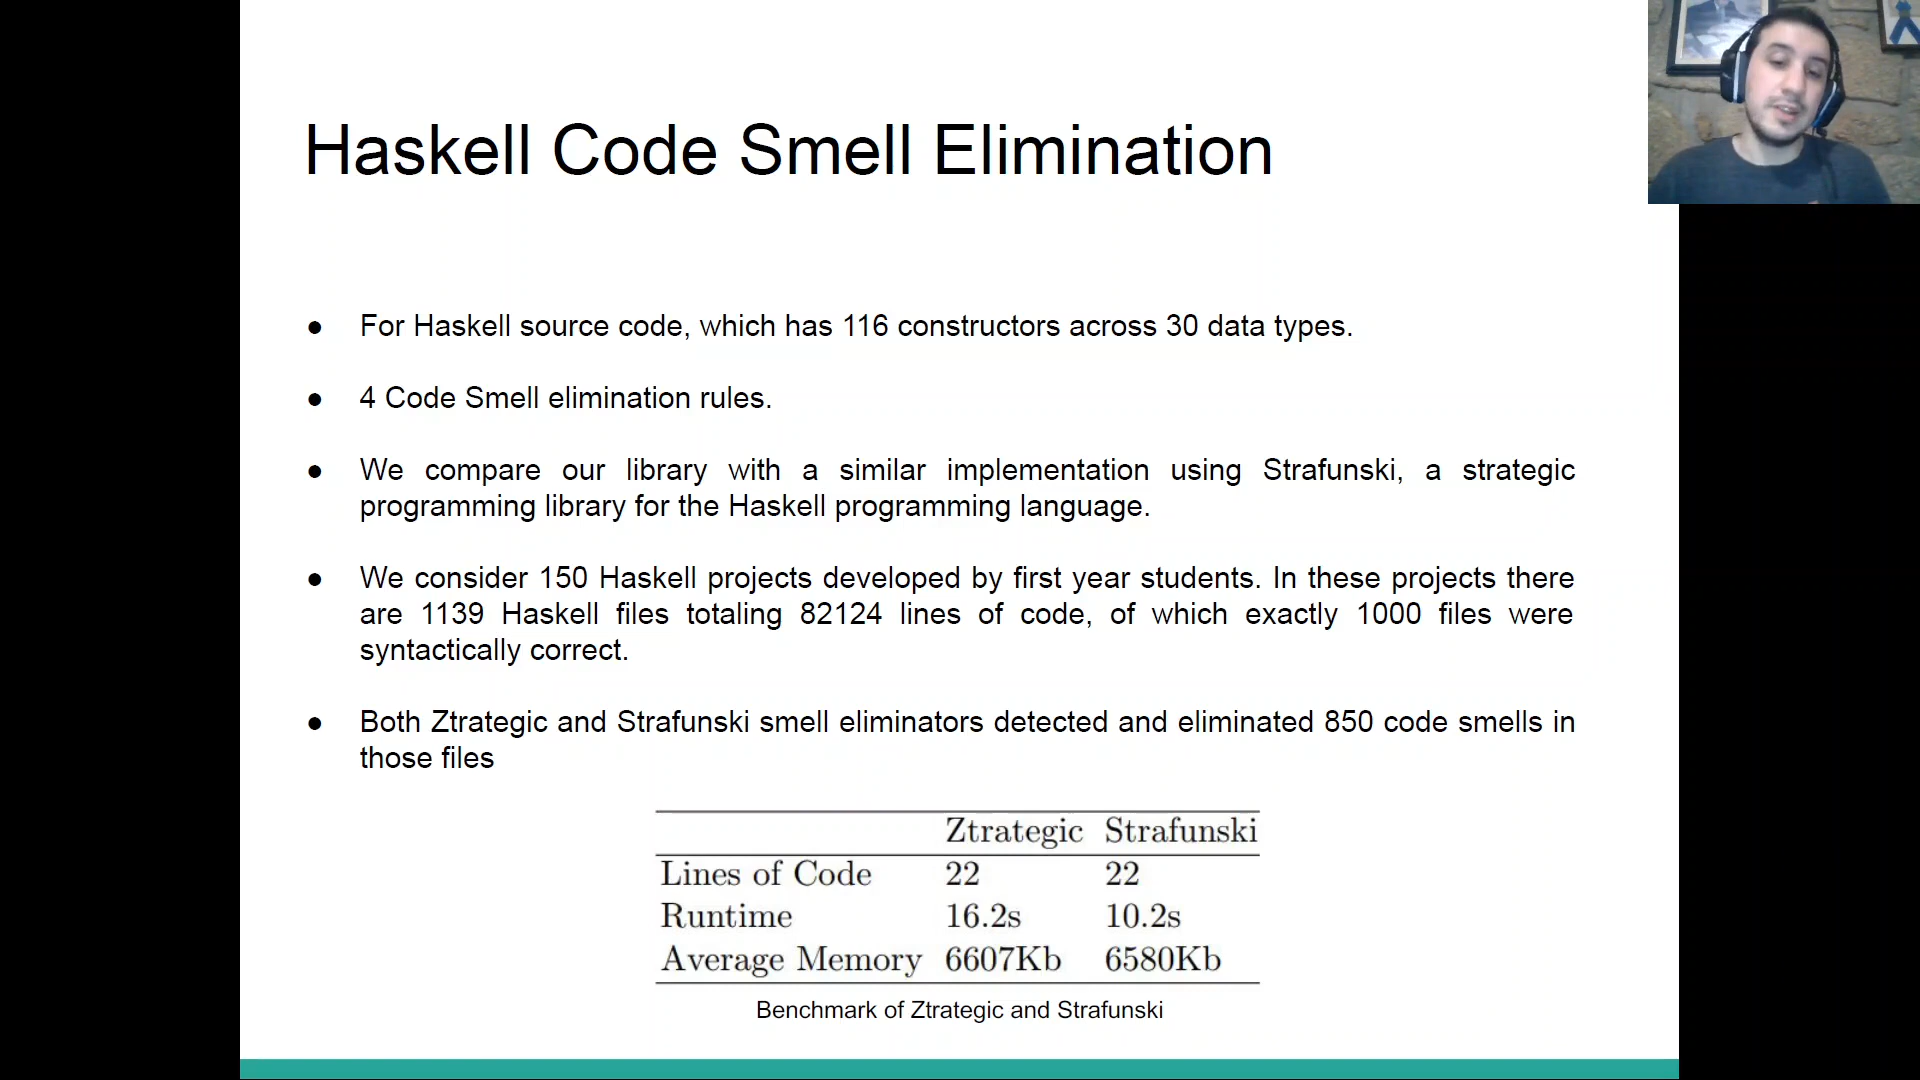 Haskell Code Smell Elimination
● For Haskell source code, which has 116 constructors across 30 data types.
● 4 Code Smell elimination rules.
● We compare our library with a similar implementation using Strafunski, a strategic
programming library for the Haskell programming language.
● We consider 150 Haskell projects developed by first year students. In these projects there
are 1139 Haskell files totaling 82124 lines of code, of which exactly 1000 files were
syntactically correct.
● Both Ztrategic and Strafunski smell eliminators detected and eliminated 850 code smells in
those files
Ztrategic Strafunski
Lines of Code 22 22
Runtime 16.2s 10.2s
Average Memory 6607Kb 6580Kb
Benchmark of Ztrategic and Strafunski